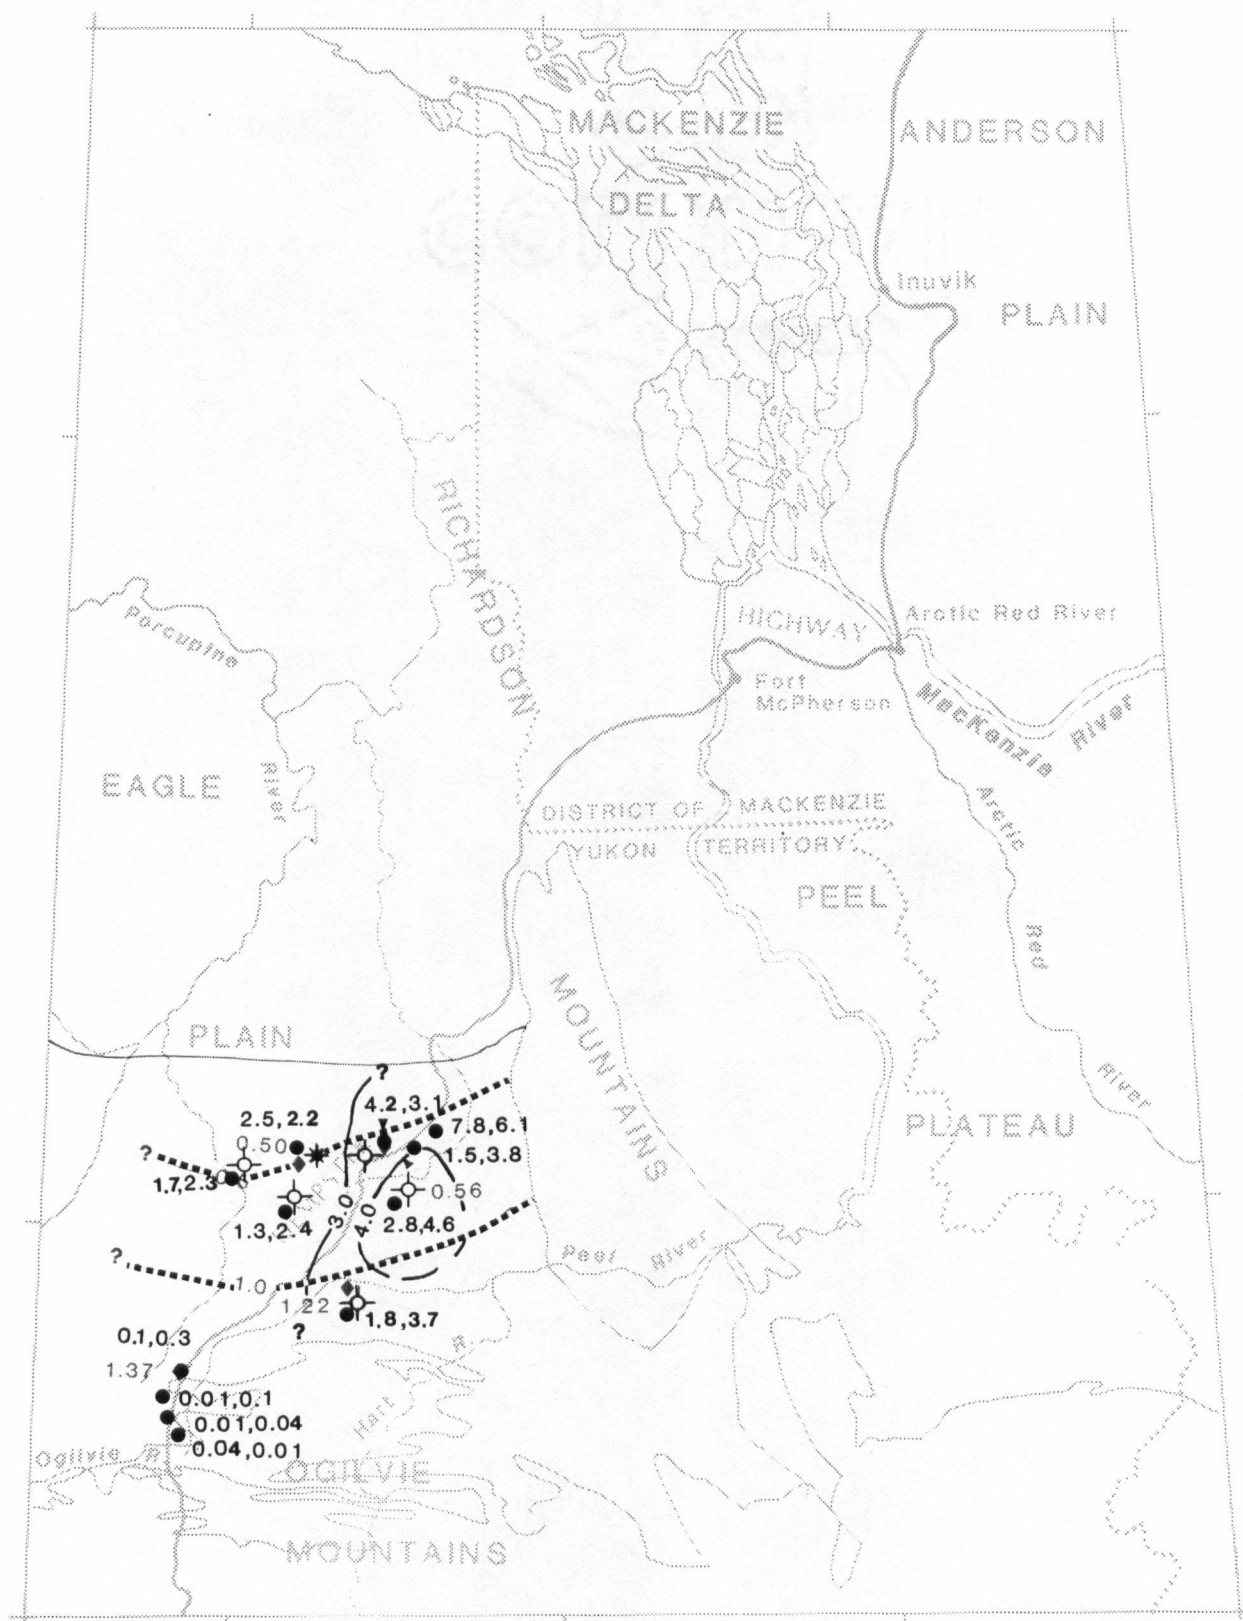 MACKENZIE
DELTA
ANDERSON
PLAIN
Inuvik
RICHARDSON
Porcupine
River
HIGHWAY
Arctic Red River
Fort
McPherson
MacKenzie River
EAGLE
PLAIN
DISTRICT OF MACKENZIE
YUKON TERRITORY
Arctic
Red
River
PEEL
PLATEAU
MOUNTAINS
?
4.2,3.1
2.5,2.2
7.8,6.1
0.50
1.5,3.8
?
1.7,2.3
0.56
3.0
4.0
1.3,2.4
2.8,4.6
?
Peel River
1.0
1.22
1.8,3.7
?
0.1,0.3
1.37
R.
0.01,0.1
0.01,0.04
0.04,0.01
Hart
Ogilvie R.
OGILVIE
MOUNTAINS